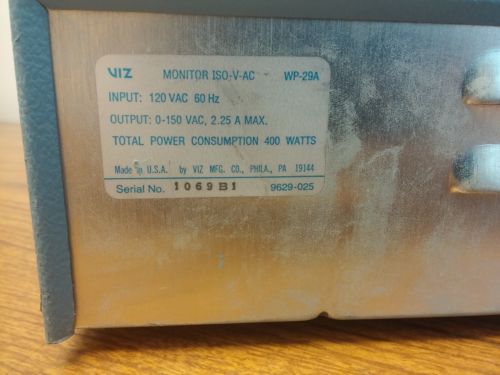 VIZ MONITOR ISO-V-AC WP-29A
INPUT: 120 VAC 60 Hz
OUTPUT: 0-150 VAC, 2.25 A MAX.
TOTAL POWER CONSUMPTION 400 WATTS
Made in U.S.A. by VIZ MFG. CO., PHILA., PA 19144
Serial No. 1069B1 9629-025